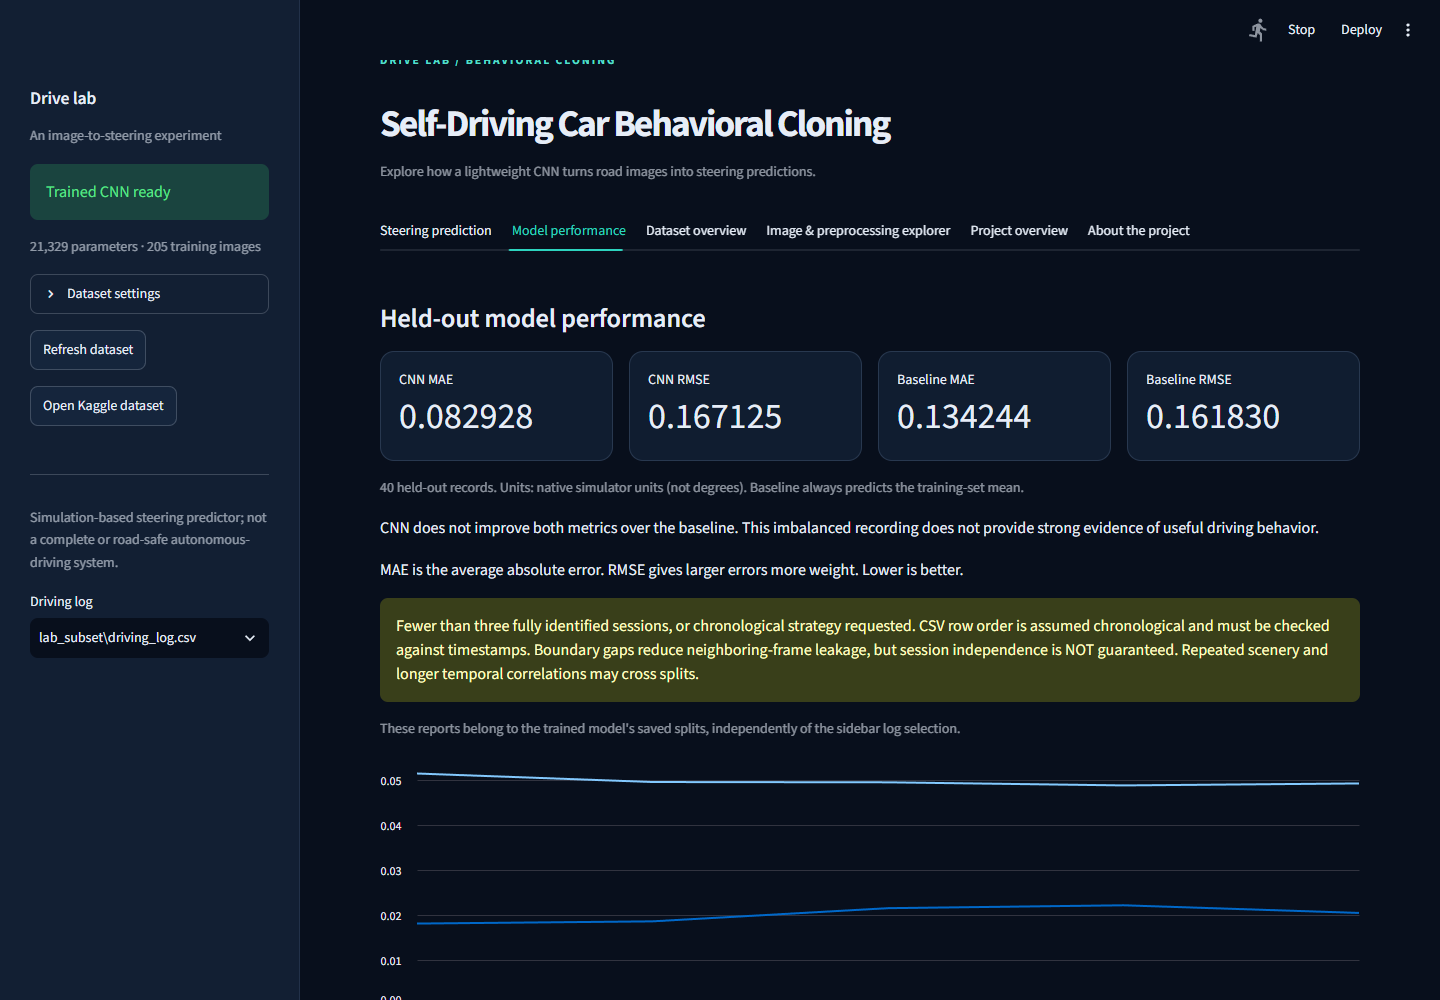 Stop
Deploy
Drive lab
An image-to-steering experiment
Trained CNN ready
21,329 parameters · 205 training images
Dataset settings
Refresh dataset
Open Kaggle dataset
Simulation-based steering predictor; not
a complete or road-safe autonomous-
driving system.
Driving log
lab_subset\driving_log.csv
DRIVE LAB / BEHAVIORAL CLONING
Self-Driving Car Behavioral Cloning
Explore how a lightweight CNN turns road images into steering predictions.
Steering prediction
Model performance
Dataset overview
Image & preprocessing explorer
Project overview
About the project
Held-out model performance
CNN MAE
0.082928
CNN RMSE
0.167125
Baseline MAE
0.134244
Baseline RMSE
0.161830
40 held-out records. Units: native simulator units (not degrees). Baseline always predicts the training-set mean.
CNN does not improve both metrics over the baseline. This imbalanced recording does not provide strong evidence of useful driving behavior.
MAE is the average absolute error. RMSE gives larger errors more weight. Lower is better.
Fewer than three fully identified sessions, or chronological strategy requested. CSV row order is assumed chronological and must be checked
against timestamps. Boundary gaps reduce neighboring-frame leakage, but session independence is NOT guaranteed. Repeated scenery and
longer temporal correlations may cross splits.
These reports belong to the trained model's saved splits, independently of the sidebar log selection.
0.05
0.04
0.03
0.02
0.01
0.00